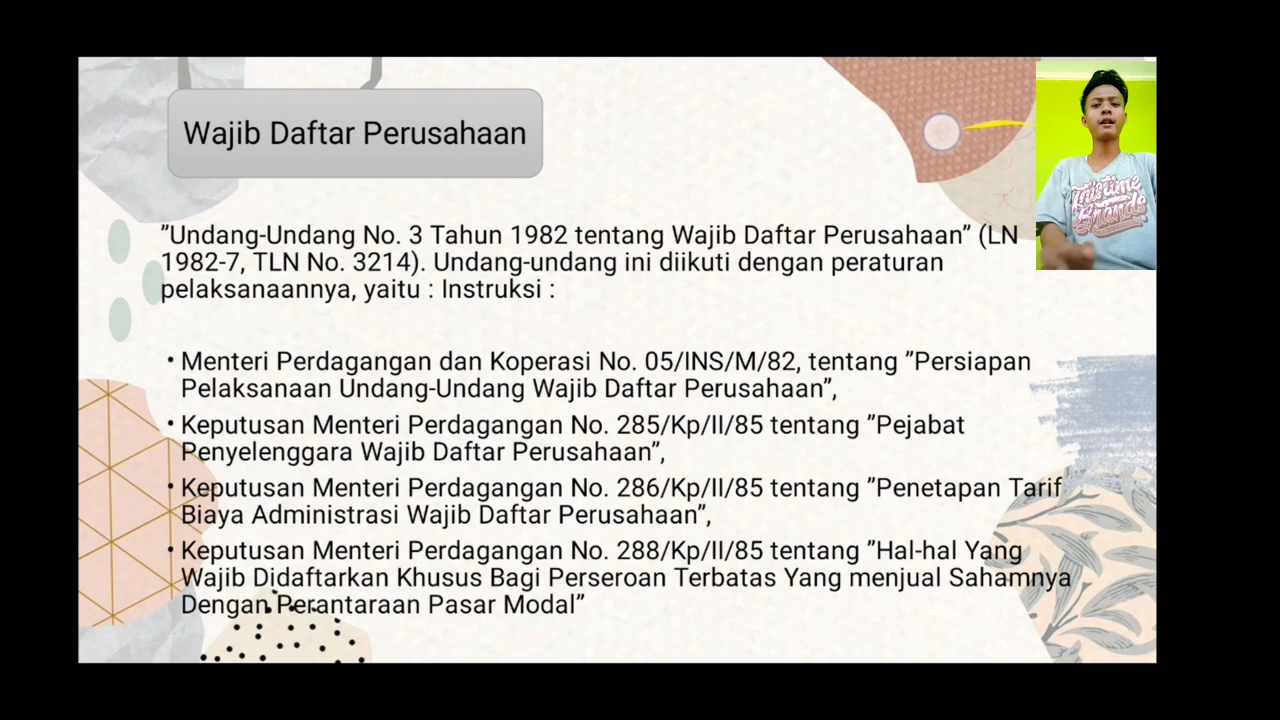 Wajib Daftar Perusahaan
”Undang-Undang No. 3 Tahun 1982 tentang Wajib Daftar Perusahaan” (LN
1982-7, TLN No. 3214). Undang-undang ini diikuti dengan peraturan
pelaksanaannya, yaitu : Instruksi :
• Menteri Perdagangan dan Koperasi No. 05/INS/M/82, tentang ”Persiapan
Pelaksanaan Undang-Undang Wajib Daftar Perusahaan”,
• Keputusan Menteri Perdagangan No. 285/Kp/II/85 tentang ”Pejabat
Penyelenggara Wajib Daftar Perusahaan”,
• Keputusan Menteri Perdagangan No. 286/Kp/II/85 tentang ”Penetapan Tarif
Biaya Administrasi Wajib Daftar Perusahaan”,
• Keputusan Menteri Perdagangan No. 288/Kp/II/85 tentang ”Hal-hal Yang
Wajib Didaftarkan Khusus Bagi Perseroan Terbatas Yang menjual Sahamnya
Dengan Perantaraan Pasar Modal”
This time
Brands